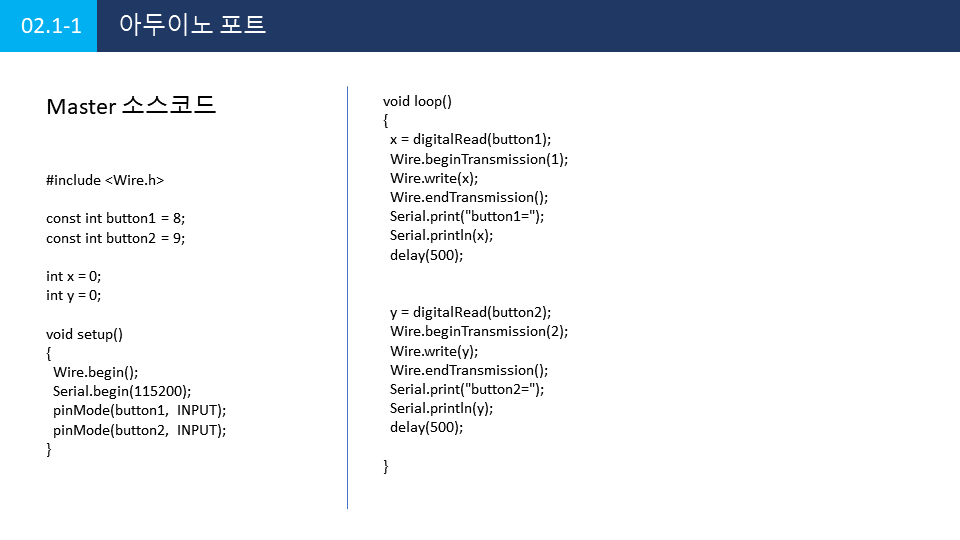 02.1-1
아두이노 포트
Master 소스코드
#include <Wire.h>
const int button1 = 8;
const int button2 = 9;
int x = 0;
int y = 0;
void setup()
{
Wire.begin();
Serial.begin(115200);
pinMode(button1, INPUT);
pinMode(button2, INPUT);
}
void loop()
{
x = digitalRead(button1);
Wire.beginTransmission(1);
Wire.write(x);
Wire.endTransmission();
Serial.print("button1=");
Serial.println(x);
delay(500);
y = digitalRead(button2);
Wire.beginTransmission(2);
Wire.write(y);
Wire.endTransmission();
Serial.print("button2=");
Serial.println(y);
delay(500);
}